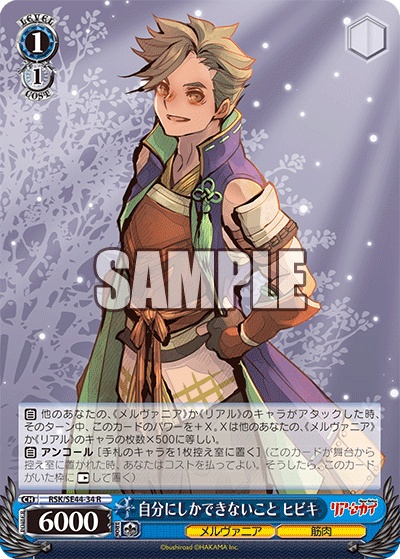 LEVEL
1
1
COST
SAMPLE
【自】 他のあなたの、《メルヴァニア》か《リアル》のキャラがアタックした時、
そのターン中、このカードのパワーを+X。Xは他のあなたの、《メルヴァニア》
か《リアル》のキャラの枚数×500に等しい。
【自】 アンコール [手札のキャラを1枚控え室に置く] (このカードが舞台から
控え室に置かれた時、あなたはコストを払ってよい。そうしたら、このカードが
いた枠に【レスト】して置く)
CH RSK/SE44-34 R
POWER
6000
自分にしかできないこと ヒビキ
リアセカイ
メルヴァニア
筋肉
©bushiroad ©HAKAMA Inc.